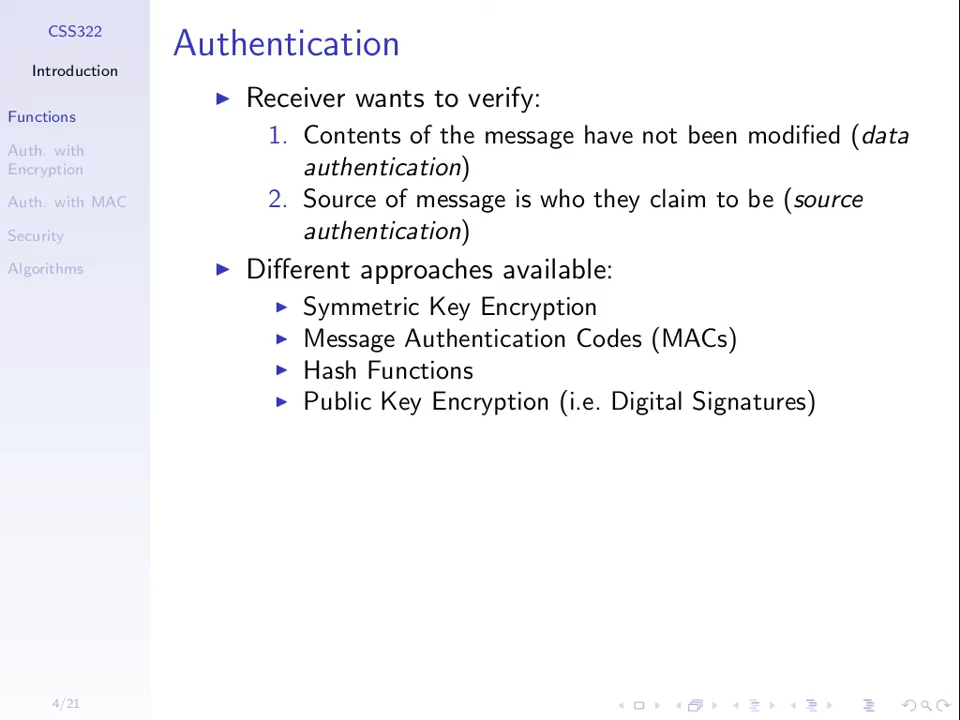 CSS322
Introduction
Functions
Auth. with
Encryption
Auth. with MAC
Security
Algorithms
Authentication
Receiver wants to verify:
1. Contents of the message have not been modified (data
authentication)
2. Source of message is who they claim to be (source
authentication)
Different approaches available:
Symmetric Key Encryption
Message Authentication Codes (MACs)
Hash Functions
Public Key Encryption (i.e. Digital Signatures)
4/21